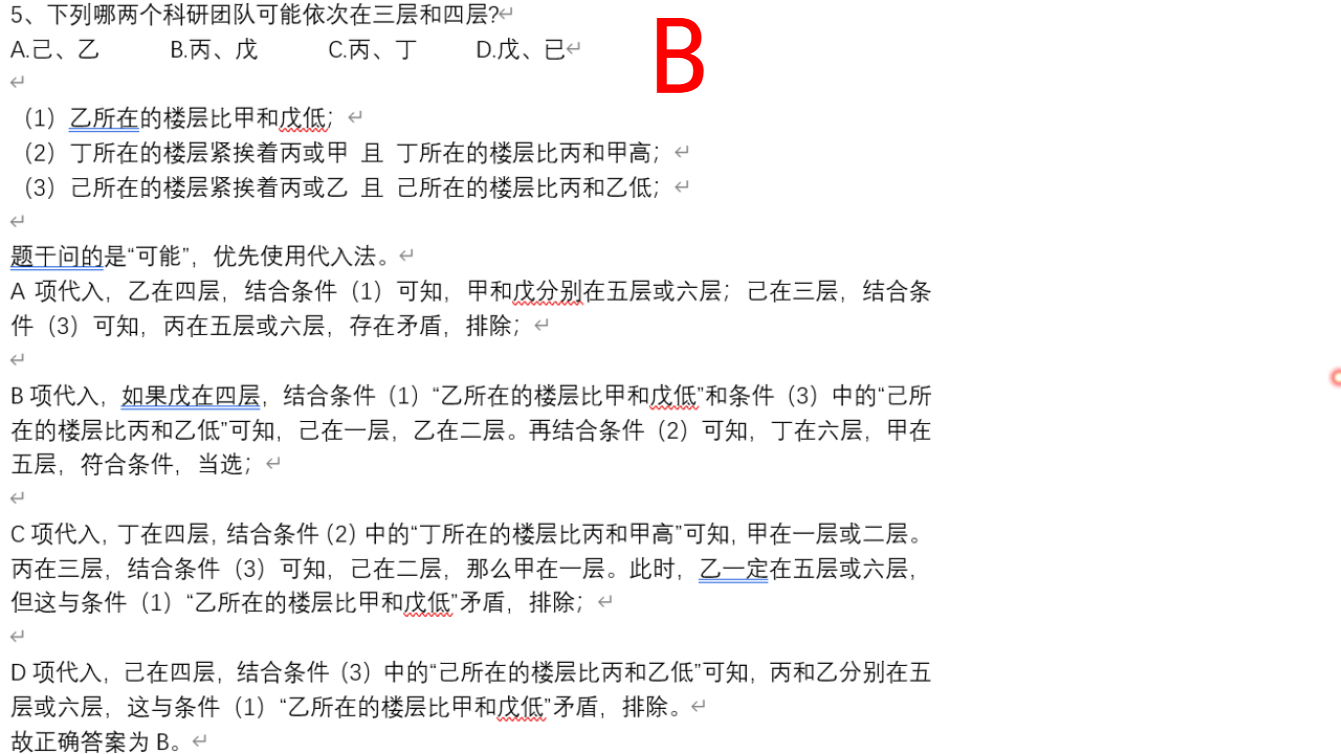 5、下列哪两个科研团队可能依次在三层和四层?↵
A.己、乙 B.丙、戊 C.丙、丁 D.戊、已↵
B
↵
（1）乙所在的楼层比甲和戊低；↵
（2）丁所在的楼层紧挨着丙或甲 且 丁所在的楼层比丙和甲高；↵
（3）己所在的楼层紧挨着丙或乙 且 己所在的楼层比丙和乙低；↵
↵
题干问的是“可能”，优先使用代入法。↵
A 项代入，乙在四层，结合条件（1）可知，甲和戊分别在五层或六层；己在三层，结合条
件（3）可知，丙在五层或六层，存在矛盾，排除；↵
↵
B 项代入，如果戊在四层，结合条件（1）“乙所在的楼层比甲和戊低”和条件（3）中的“己所
在的楼层比丙和乙低”可知，己在一层，乙在二层。再结合条件（2）可知，丁在六层，甲在
五层，符合条件，当选；↵
↵
C 项代入，丁在四层，结合条件（2）中的“丁所在的楼层比丙和甲高”可知，甲在一层或二层。
丙在三层，结合条件（3）可知，己在二层，那么甲在一层。此时，乙一定在五层或六层，
但这与条件（1）“乙所在的楼层比甲和戊低”矛盾，排除；↵
↵
D 项代入，己在四层，结合条件（3）中的“己所在的楼层比丙和乙低”可知，丙和乙分别在五
层或六层，这与条件（1）“乙所在的楼层比甲和戊低”矛盾，排除。↵
故正确答案为 B。↵